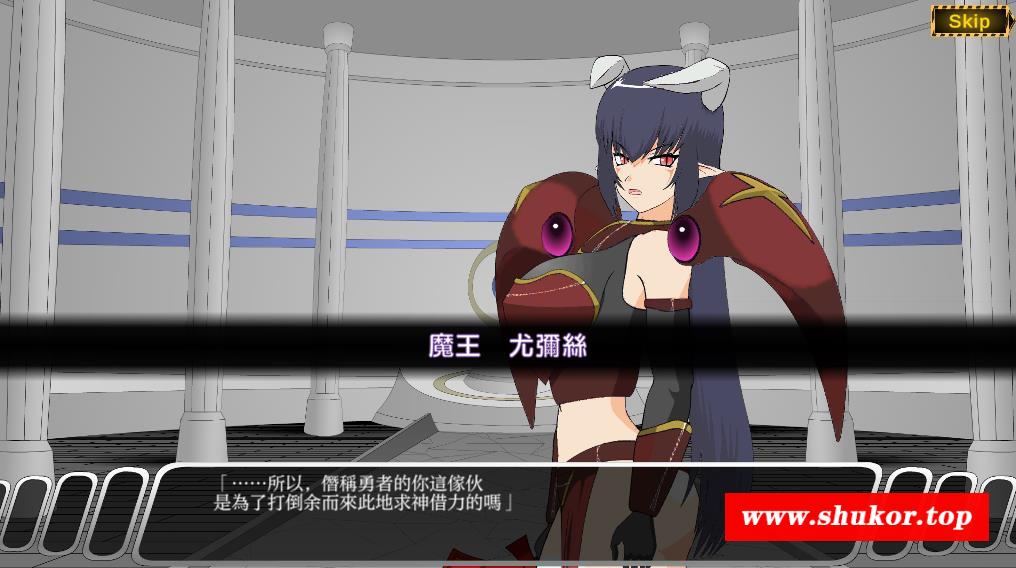 Skip
魔王　尤彌絲
「……所以，僭稱勇者的你這傢伙
是為了打倒余而來此地求神借力的嗎」
www.shukor.top